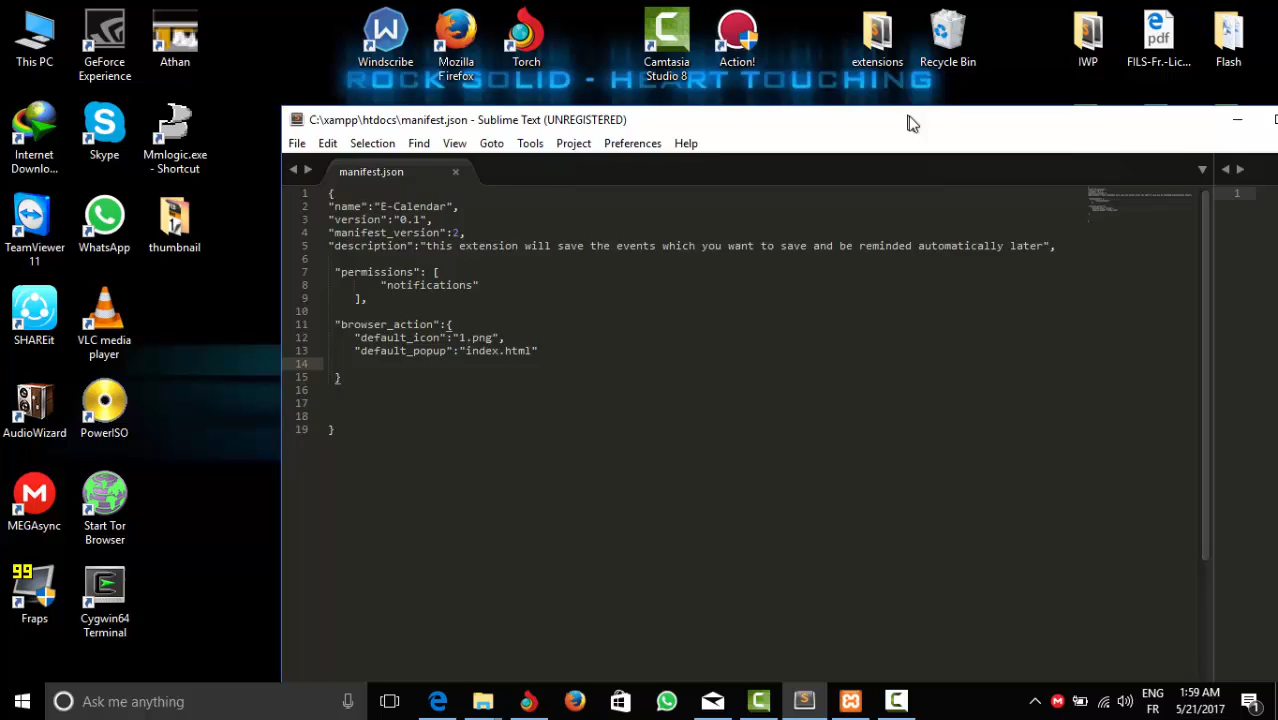 This PC
GeForce
Experience
Athan
Windscribe
Mozilla
Firefox
Torch
Camtasia
Studio 8
Action!
extensions
Recycle Bin
IWP
FILS-Fr.-Lic...
Flash
ROCK SOLID - HEART TOUCHING
C:\xampp\htdocs\manifest.json - Sublime Text (UNREGISTERED)
File Edit Selection Find View Goto Tools Project Preferences Help
manifest.json
1 {
2 "name":"E-Calendar",
3 "version":"0.1",
4 "manifest_version":2,
5 "description":"this extension will save the events which you want to save and be reminded automatically later",
6
7 "permissions": [
8 "notifications"
9 ],
10
11 "browser_action":{
12 "default_icon":"1.png",
13 "default_popup":"index.html"
14
15 }
16
17
18
19 }
1
Internet
Downlo...
Skype
Mmlogic.exe
- Shortcut
TeamViewer
11
WhatsApp
thumbnail
SHAREit
VLC media
player
AudioWizard
PowerISO
MEGAsync
Start Tor
Browser
99
Fraps
Cygwin64
Terminal
Ask me anything
ENG
FR
1:59 AM
5/21/2017
1